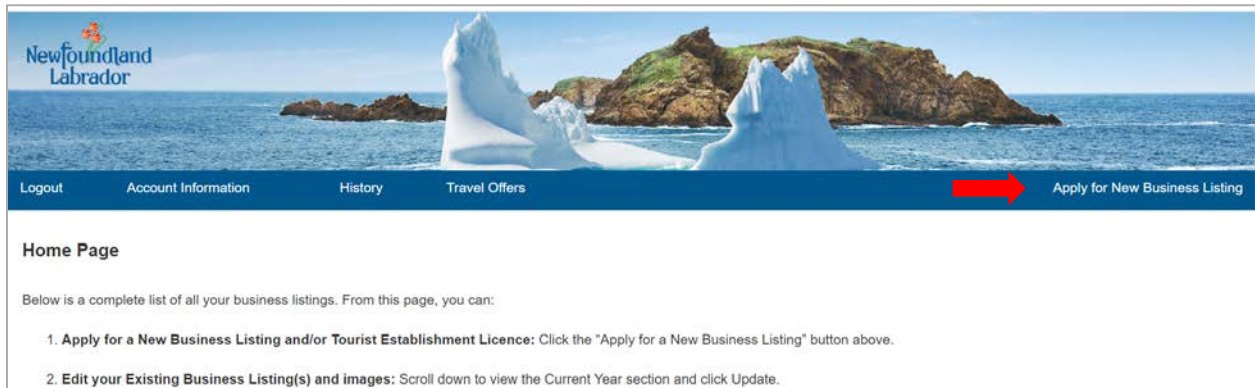 Newfoundland
Labrador
Logout Account Information History Travel Offers Apply for New Business Listing
Home Page
Below is a complete list of all your business listings. From this page, you can:
1. Apply for a New Business Listing and/or Tourist Establishment Licence: Click the "Apply for a New Business Listing" button above.
2. Edit your Existing Business Listing(s) and images: Scroll down to view the Current Year section and click Update.